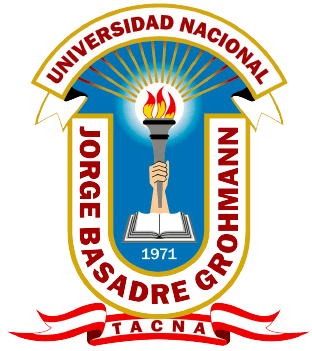 UNIVERSIDAD NACIONAL
JORGE BASADRE GROHMANN
1971
TACNA